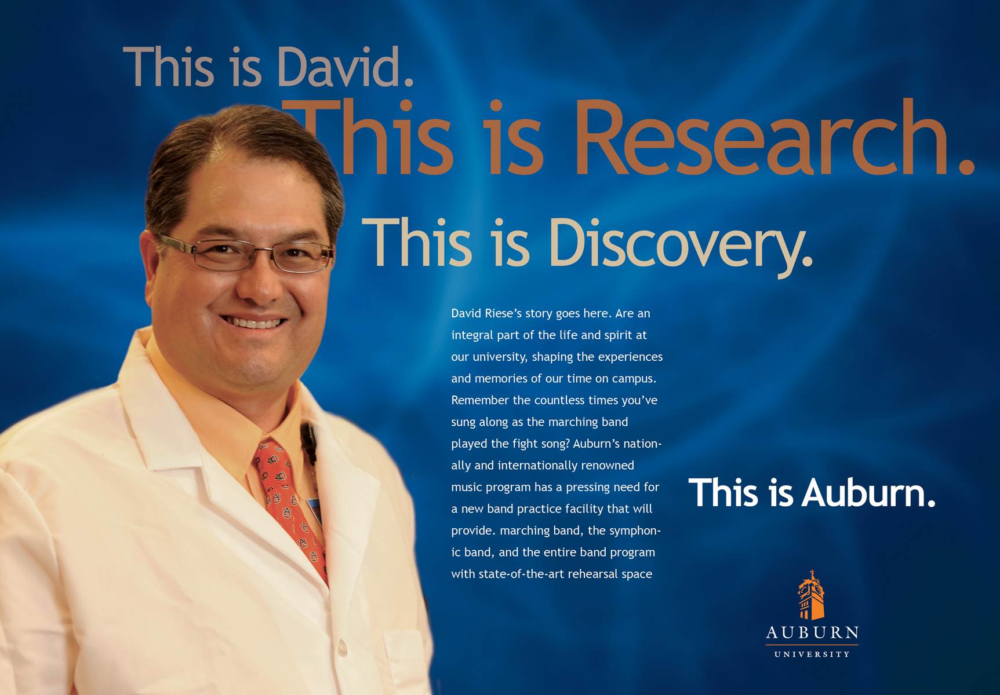 This is David.
This is Research.
This is Discovery.
David Riese’s story goes here. Are an
integral part of the life and spirit at
our university, shaping the experiences
and memories of our time on campus.
Remember the countless times you’ve
sung along as the marching band
played the fight song? Auburn’s nation-
ally and internationally renowned
music program has a pressing need for
a new band practice facility that will
provide. marching band, the symphon-
ic band, and the entire band program
with state-of-the-art rehearsal space
This is Auburn.
AUBURN
UNIVERSITY